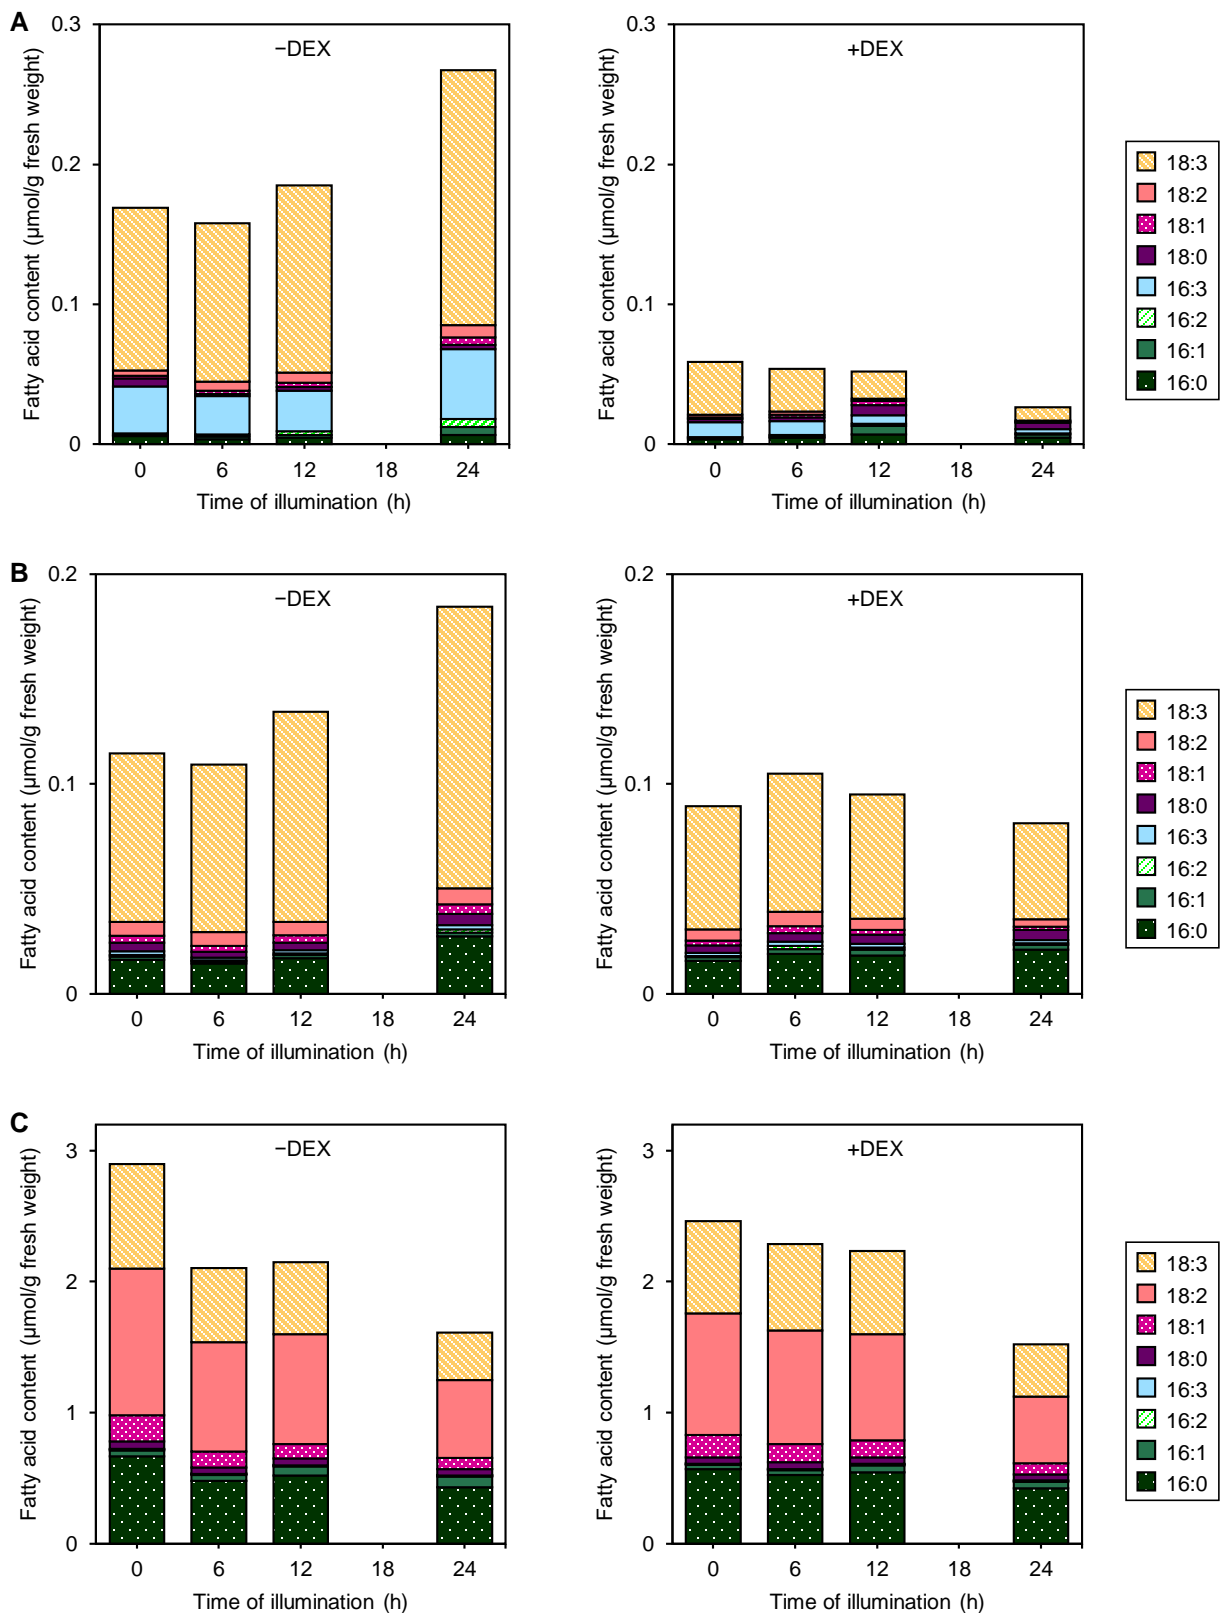 A
−DEX
Fatty acid content (µmol/g fresh weight)
0.3
0.2
0.1
0
0 6 12 18 24
Time of illumination (h)
+DEX
Fatty acid content (µmol/g fresh weight)
0.3
0.2
0.1
0
0 6 12 18 24
Time of illumination (h)
18:3
18:2
18:1
18:0
16:3
16:2
16:1
16:0
B
−DEX
Fatty acid content (µmol/g fresh weight)
0.2
0.1
0
0 6 12 18 24
Time of illumination (h)
+DEX
Fatty acid content (µmol/g fresh weight)
0.2
0.1
0
0 6 12 18 24
Time of illumination (h)
18:3
18:2
18:1
18:0
16:3
16:2
16:1
16:0
C
−DEX
Fatty acid content (µmol/g fresh weight)
3
2
1
0
0 6 12 18 24
Time of illumination (h)
+DEX
Fatty acid content (µmol/g fresh weight)
3
2
1
0
0 6 12 18 24
Time of illumination (h)
18:3
18:2
18:1
18:0
16:3
16:2
16:1
16:0